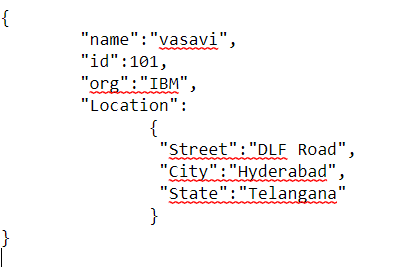 {
"name":"vasavi",
"id":101,
"org":"IBM",
"Location":
{
"Street":"DLF Road",
"City":"Hyderabad",
"State":"Telangana"
}
}